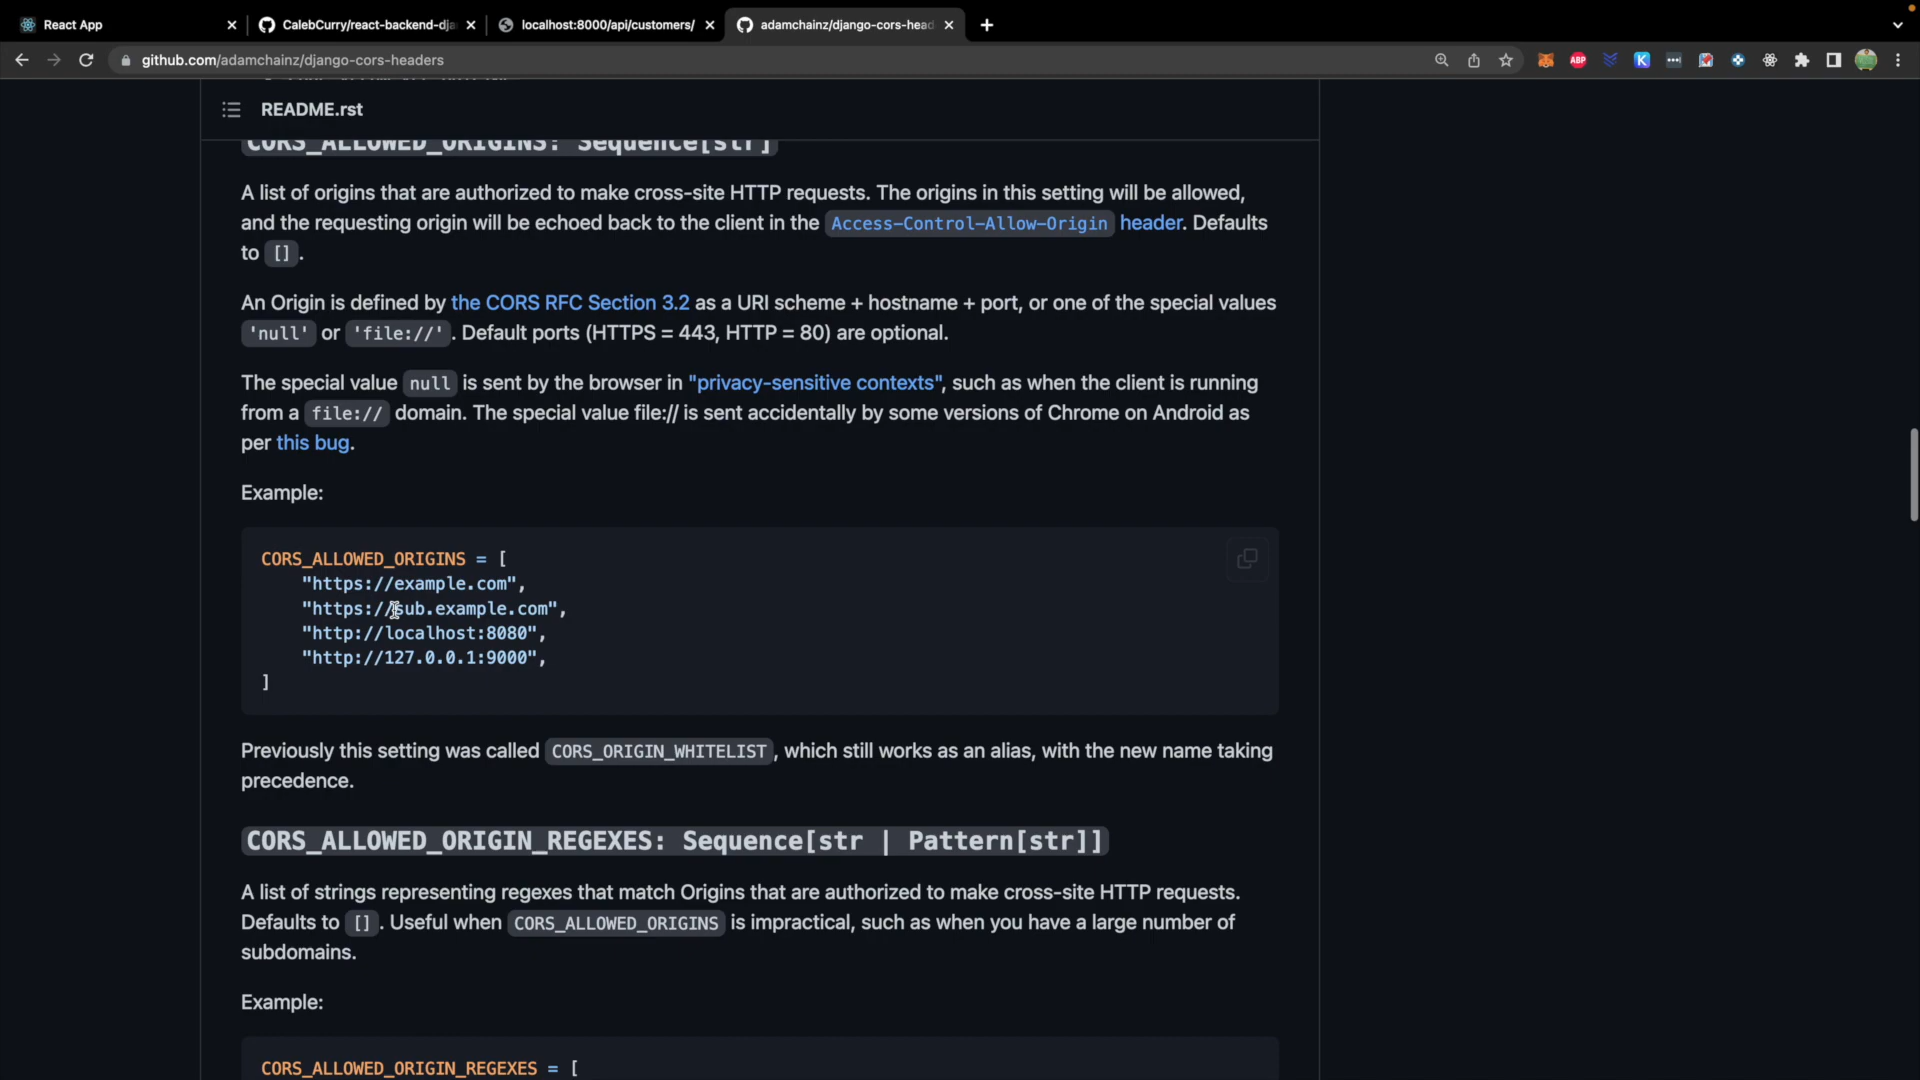 React App
CalebCurry/react-backend-dja
localhost:8000/api/customers/
adamchainz/django-cors-head
github.com/adamchainz/django-cors-headers
ABP
K
README.rst
CORS_ALLOWED_ORIGINS: Sequence[str]
A list of origins that are authorized to make cross-site HTTP requests. The origins in this setting will be allowed,
and the requesting origin will be echoed back to the client in the Access-Control-Allow-Origin header. Defaults
to [].
An Origin is defined by the CORS RFC Section 3.2 as a URI scheme + hostname + port, or one of the special values
'null' or 'file://'. Default ports (HTTPS = 443, HTTP = 80) are optional.
The special value null is sent by the browser in "privacy-sensitive contexts", such as when the client is running
from a file:// domain. The special value file:// is sent accidentally by some versions of Chrome on Android as
per this bug.
Example:
CORS_ALLOWED_ORIGINS = [
    "https://example.com",
    "https://sub.example.com",
    "http://localhost:8080",
    "http://127.0.0.1:9000",
]
Previously this setting was called CORS_ORIGIN_WHITELIST, which still works as an alias, with the new name taking
precedence.
CORS_ALLOWED_ORIGIN_REGEXES: Sequence[str | Pattern[str]]
A list of strings representing regexes that match Origins that are authorized to make cross-site HTTP requests.
Defaults to []. Useful when CORS_ALLOWED_ORIGINS is impractical, such as when you have a large number of
subdomains.
Example:
CORS_ALLOWED_ORIGIN_REGEXES = [